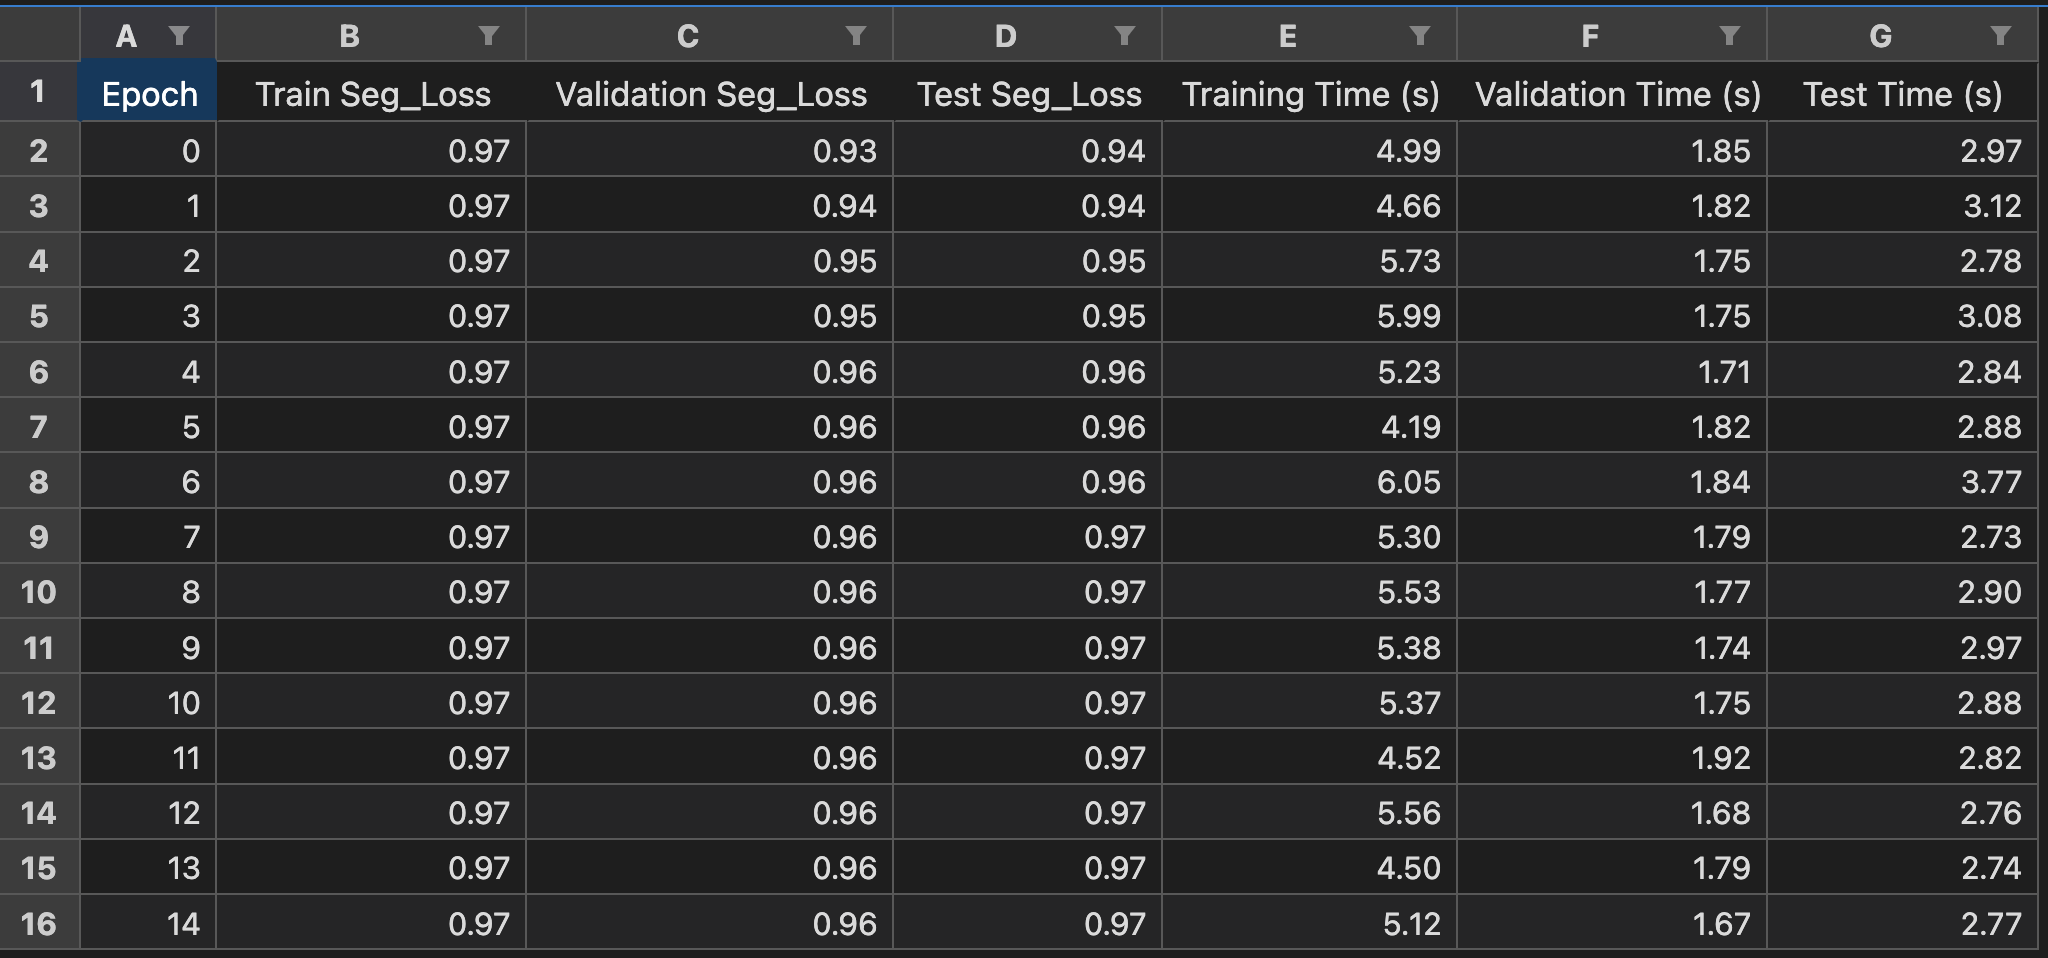 A B C D E F G
1 Epoch Train Seg_Loss Validation Seg_Loss Test Seg_Loss Training Time (s) Validation Time (s) Test Time (s)
2 0 0.97 0.93 0.94 4.99 1.85 2.97
3 1 0.97 0.94 0.94 4.66 1.82 3.12
4 2 0.97 0.95 0.95 5.73 1.75 2.78
5 3 0.97 0.95 0.95 5.99 1.75 3.08
6 4 0.97 0.96 0.96 5.23 1.71 2.84
7 5 0.97 0.96 0.96 4.19 1.82 2.88
8 6 0.97 0.96 0.96 6.05 1.84 3.77
9 7 0.97 0.96 0.97 5.30 1.79 2.73
10 8 0.97 0.96 0.97 5.53 1.77 2.90
11 9 0.97 0.96 0.97 5.38 1.74 2.97
12 10 0.97 0.96 0.97 5.37 1.75 2.88
13 11 0.97 0.96 0.97 4.52 1.92 2.82
14 12 0.97 0.96 0.97 5.56 1.68 2.76
15 13 0.97 0.96 0.97 4.50 1.79 2.74
16 14 0.97 0.96 0.97 5.12 1.67 2.77